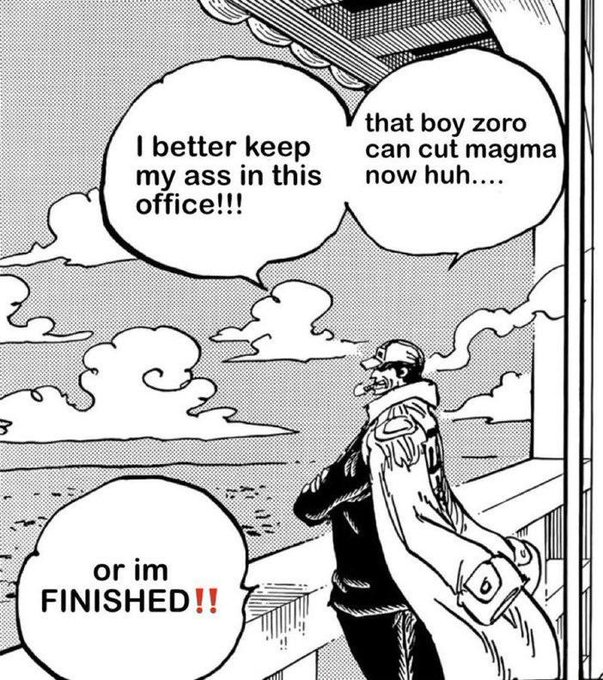 that boy zoro
can cut magma
now huh....
I better keep
my ass in this
office!!!
or im
FINISHED‼️